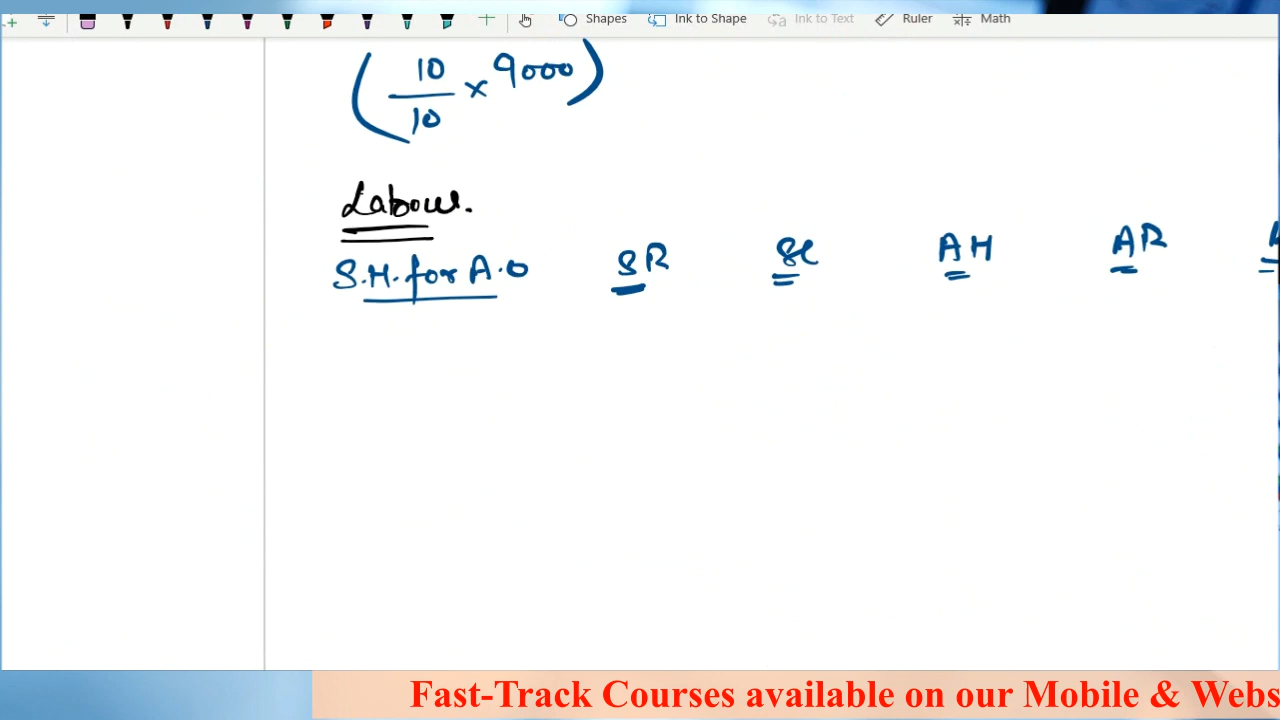 Shapes Ink to Shape Ink to Text Ruler Math
( 10/10 × 9000 )
Labour.
S.H. for A.O SR SC AH AR
Fast-Track Courses available on our Mobile & Webs